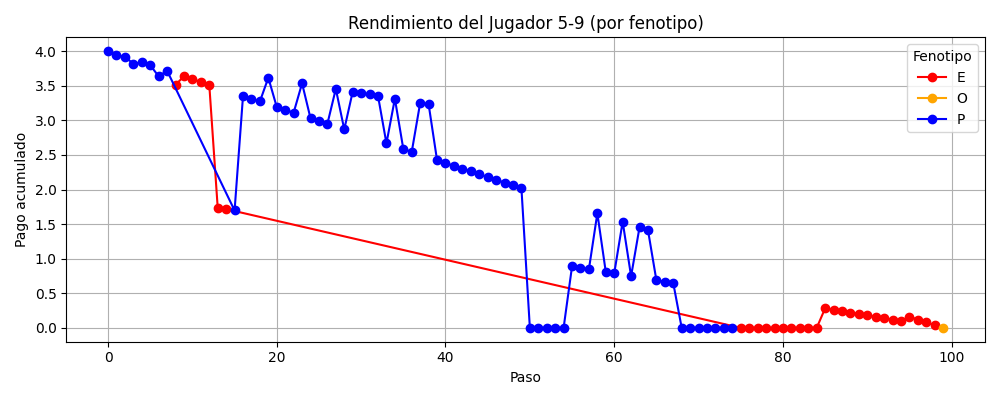 Rendimiento del Jugador 5-9 (por fenotipo)
Pago acumulado
4.0
3.5
3.0
2.5
2.0
1.5
1.0
0.5
0.0
0 20 40 60 80 100
Paso
Fenotipo
E
O
P